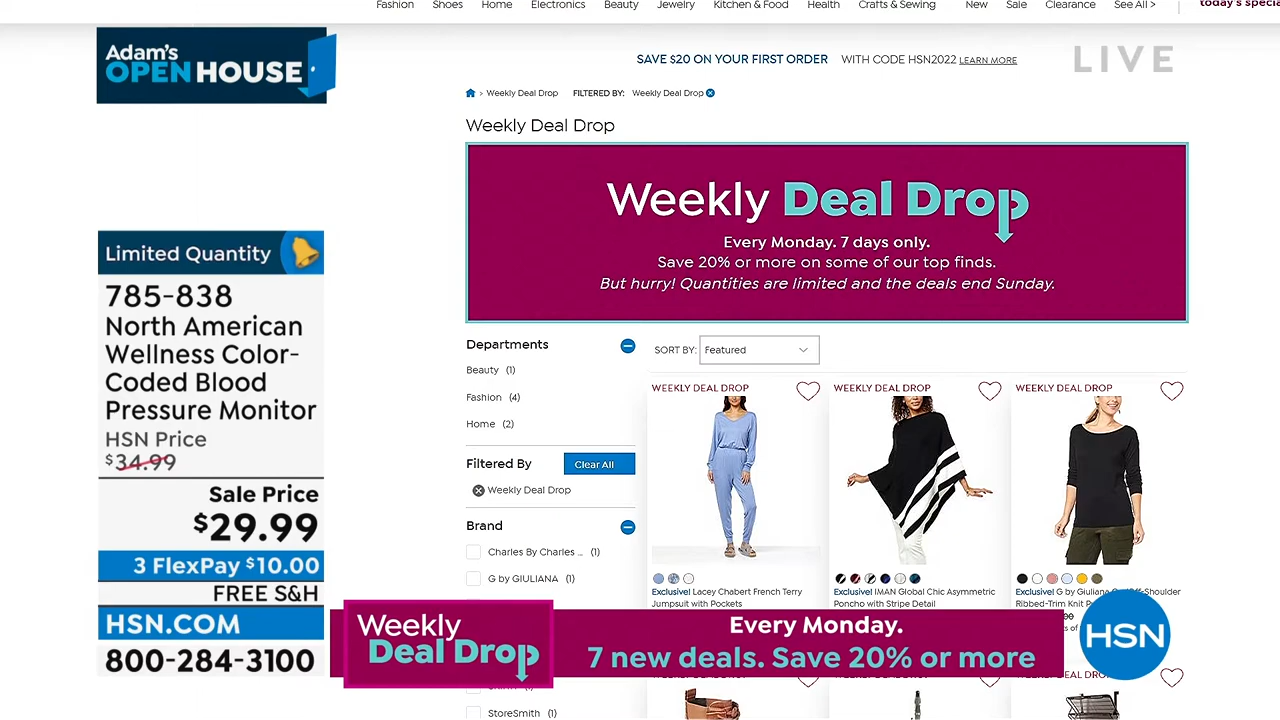 Fashion Shoes Home Electronics Beauty Jewelry Kitchen & Food Health Crafts & Sewing New Sale Clearance See All >
Adam's
OPEN HOUSE
SAVE $20 ON YOUR FIRST ORDER WITH CODE HSN2022 LEARN MORE
LIVE
> Weekly Deal Drop FILTERED BY: Weekly Deal Drop
Weekly Deal Drop
Weekly Deal Drop
Every Monday. 7 days only.
Save 20% or more on some of our top finds.
But hurry! Quantities are limited and the deals end Sunday.
Limited Quantity
785-838
North American
Wellness Color-
Coded Blood
Pressure Monitor
HSN Price
$34.99
Sale Price
$29.99
3 FlexPay $10.00
FREE S&H
HSN.COM
800-284-3100
Departments
Beauty (1)
Fashion (4)
Home (2)
Filtered By
Clear All
Weekly Deal Drop
Brand
Charles By Charles ... (1)
G by GIULIANA (1)
StoreSmith (1)
SORT BY: Featured
WEEKLY DEAL DROP
Exclusive! Lacey Chabert French Terry
Jumpsuit with Pockets
WEEKLY DEAL DROP
Exclusive! IMAN Global Chic Asymmetric
Poncho with Stripe Detail
WEEKLY DEAL DROP
Exclusive! G by Giuliana
Ribbed-Trim Knit
Weekly
Deal Drop
Every Monday.
7 new deals. Save 20% or more
HSN